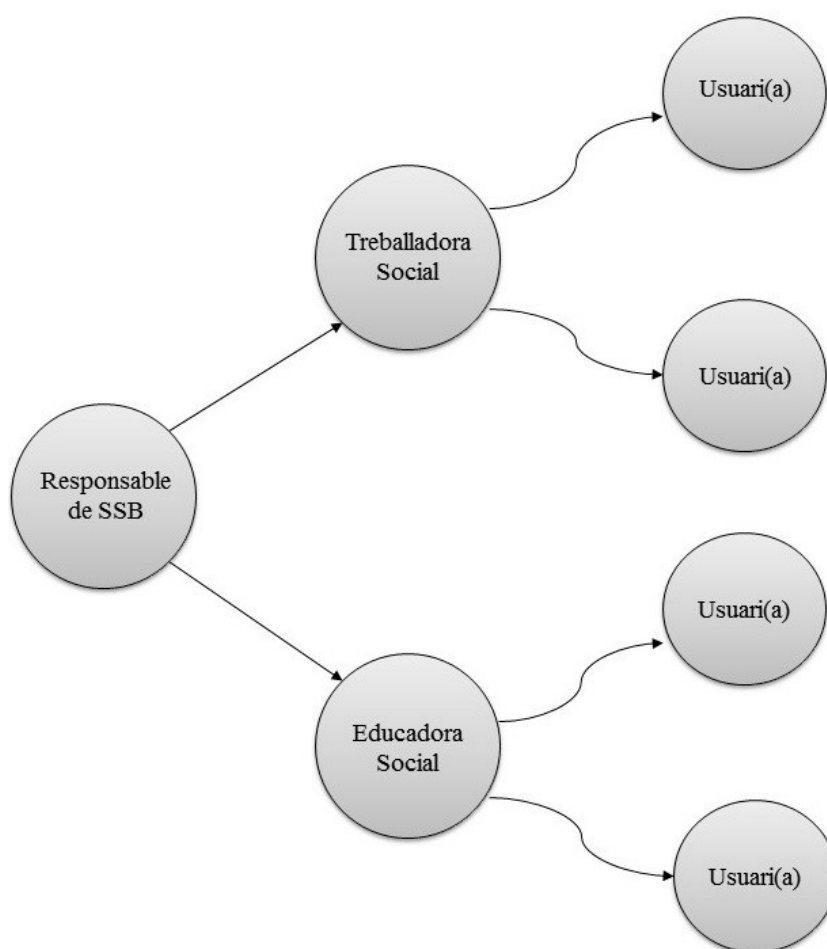 Usuari(a)
Treballadora
Social
Usuari(a)
Responsable
de SSB
Usuari(a)
Educadora
Social
Usuari(a)